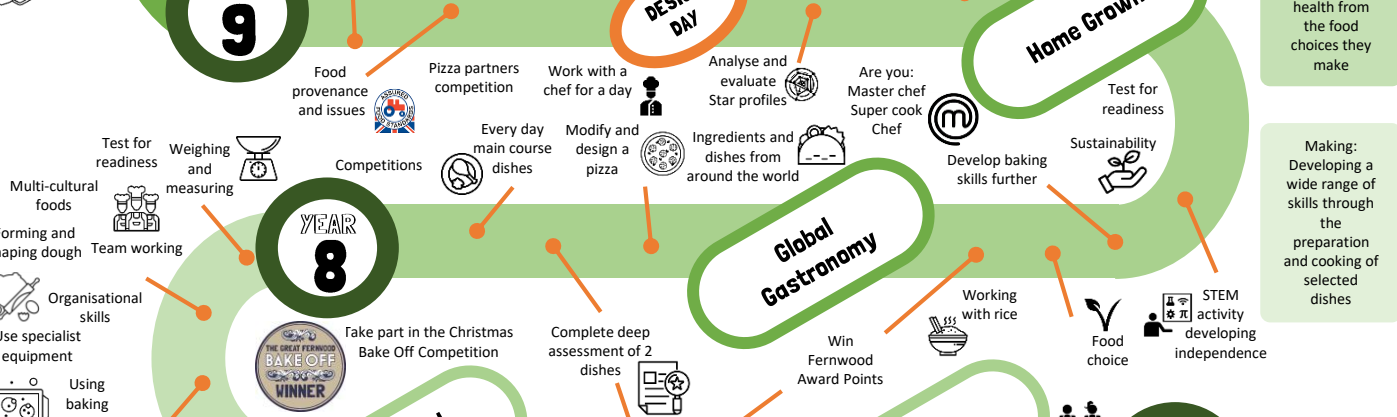 9
DESIGN
DAY
Home Grown
health from
the food
choices they
make
Food
provenance
and issues
ASSURED
FOOD STANDARDS
Pizza partners
competition
Work with a
chef for a day
Analyse and
evaluate
Star profiles
Are you:
Master chef
Super cook
Chef
m
Test for
readiness
Sustainability
Test for
readiness
Weighing
and
measuring
Competitions
Every day
main course
dishes
Modify and
design a
pizza
Ingredients and
dishes from
around the world
Develop baking
skills further
Making:
Developing a
wide range of
skills through
the
preparation
and cooking of
selected
dishes
Multi-cultural
foods
Team working
YEAR
8
Global
Gastronomy
Organisational
skills
Use specialist
equipment
Using
baking
THE GREAT FERNWOOD
BAKE OFF
WINNER
Take part in the Christmas
Bake Off Competition
Complete deep
assessment of 2
dishes
Win
Fernwood
Award Points
Working
with rice
Food
choice
STEM
activity
developing
independence